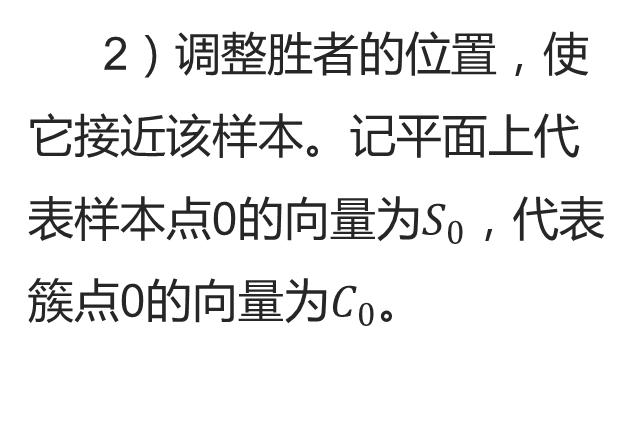 2）调整胜者的位置，使
它接近该样本。记平面上代
表样本点0的向量为S₀，代表
簇点0的向量为C₀。